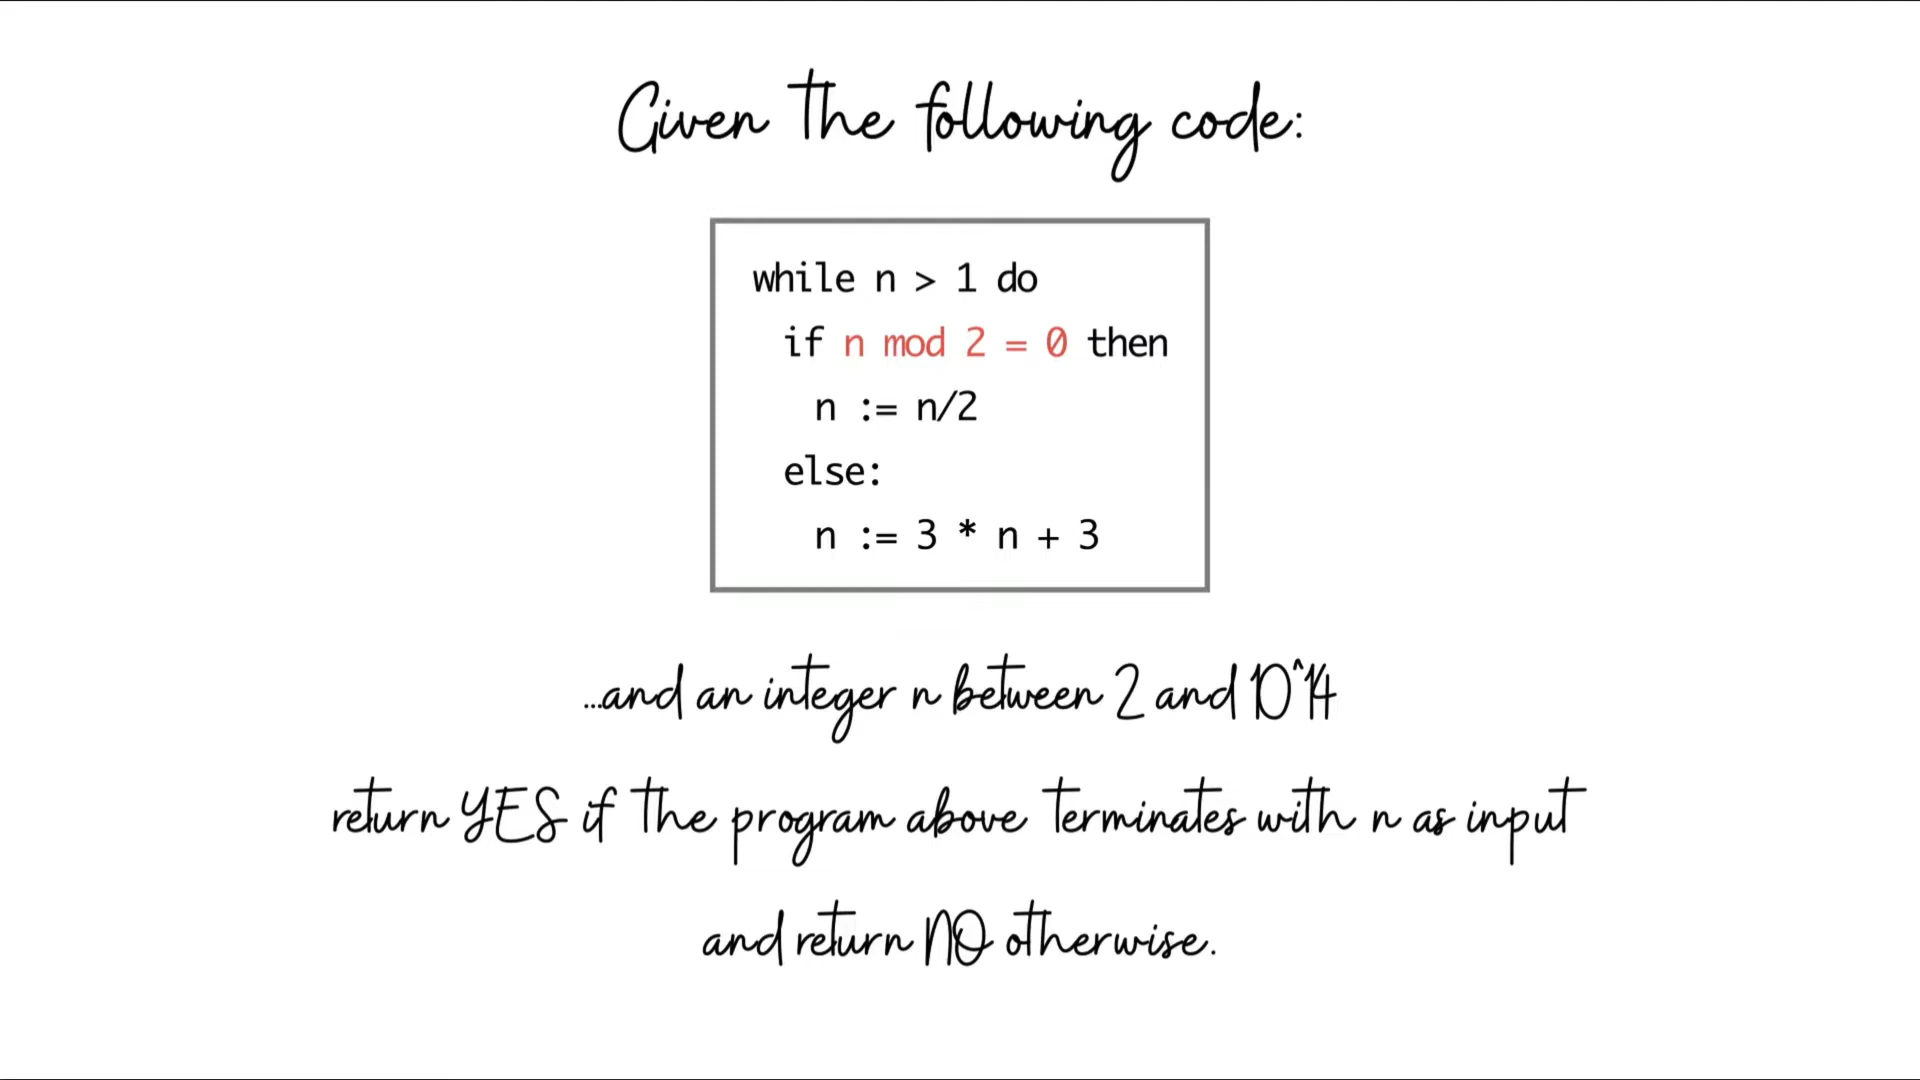 Given the following code:
while n > 1 do
if n mod 2 = 0 then
n := n/2
else:
n := 3 * n + 3
...and an integer n between 2 and 10^14
return YES if the program above terminates with n as input
and return NO otherwise.